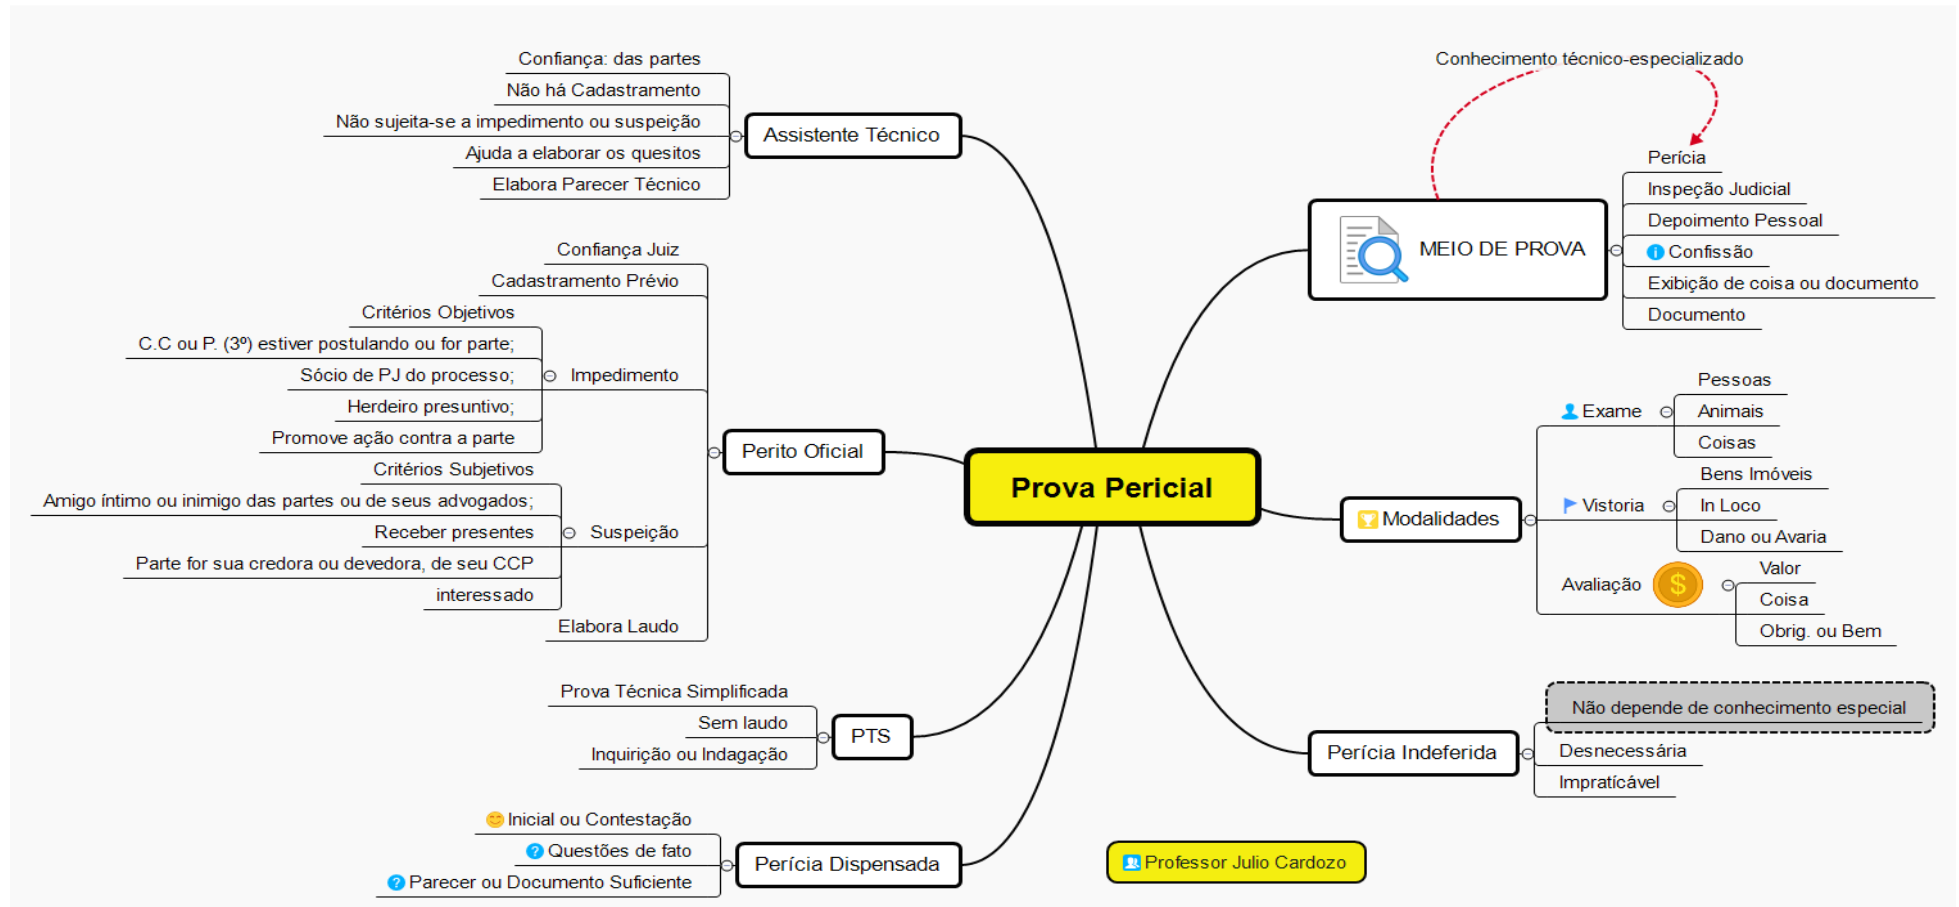 Confiança: das partes
Não há Cadastramento
Não sujeita-se a impedimento ou suspeição
Ajuda a elaborar os quesitos
Elabora Parecer Técnico
Assistente Técnico
Confiança Juiz
Cadastramento Prévio
Critérios Objetivos
C.C ou P. (3º) estiver postulando ou for parte;
Sócio de PJ do processo;
Herdeiro presuntivo;
Promove ação contra a parte
Impedimento
Critérios Subjetivos
Amigo íntimo ou inimigo das partes ou de seus advogados;
Receber presentes
Parte for sua credora ou devedora, de seu CCP
interessado
Suspeição
Elabora Laudo
Perito Oficial
Prova Técnica Simplificada
Sem laudo
Inquirição ou Indagação
PTS
Inicial ou Contestação
Questões de fato
Parecer ou Documento Suficiente
Perícia Dispensada
Prova Pericial
Conhecimento técnico-especializado
MEIO DE PROVA
Perícia
Inspeção Judicial
Depoimento Pessoal
Confissão
Exibição de coisa ou documento
Documento
Modalidades
Exame
Pessoas
Animais
Coisas
Vistoria
Bens Imóveis
In Loco
Dano ou Avaria
Avaliação
Valor
Coisa
Obrig. ou Bem
Perícia Indeferida
Não depende de conhecimento especial
Desnecessária
Impratícável
Professor Julio Cardozo